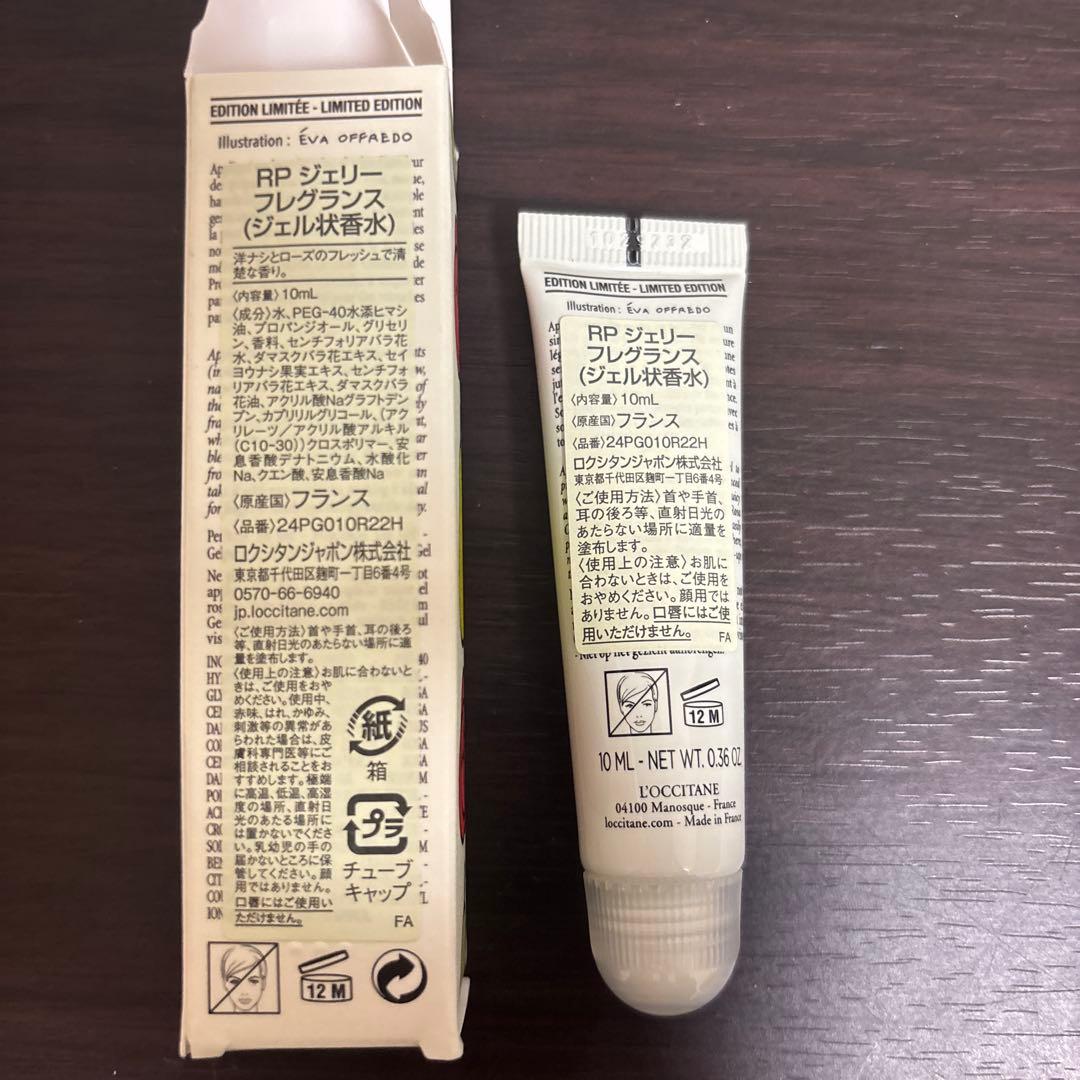 EDITION LIMITÉE - LIMITED EDITION
Illustration : ÉVA OFFREDO
RP ジェリー
フレグランス
(ジェル状香水)
洋ナシとローズのフレッシュで清
楚な香り。
〈内容量〉10mL
〈成分〉水、PEG-40水添ヒマシ
油、プロパンジオール、グリセリ
ン、香料、センチフォリアバラ花
水、ダマスクバラ花エキス、セイ
ヨウナシ果実エキス、センチフォ
リアバラ花エキス、ダマスクバラ
花油、アクリル酸Naグラフトデン
プン、カプリリルグリコール、(アク
リレーツ／アクリル酸アルキル
(C10-30))クロスポリマー、安
息香酸デナトニウム、水酸化
Na、クエン酸、安息香酸Na
〈原産国〉フランス
〈品番〉24PG010R22H
ロクシタンジャポン株式会社
東京都千代田区麹町一丁目6番4号
0570-66-6940
jp.loccitane.com
〈ご使用方法〉首や手首、耳の後ろ
等、直射日光のあたらない場所に適
量を塗布します。
〈使用上の注意〉お肌に合わないと
きは、ご使用をおや
めください。使用中、
赤味、はれ、かゆみ、
刺激等の異常があ
らわれた場合は、皮
膚科専門医等にご
相談されることをお
すすめします。極端
に高温、低温、高湿
度の場所、直射日
光のあたる場所に
は置かないでくださ
い。乳幼児の手の
届かないところに保
管してください。顔
用ではありません。
口唇にはご使用い
ただけません。
紙
箱
プラ
チューブ
キャップ
FA
12 M
EDITION LIMITÉE - LIMITED EDITION
Illustration : ÉVA OFFREDO
RP ジェリー
フレグランス
(ジェル状香水)
〈内容量〉10mL
〈原産国〉フランス
〈品番〉24PG010R22H
ロクシタンジャポン株式会社
東京都千代田区麹町一丁目6番4号
〈ご使用方法〉首や手首、
耳の後ろ等、直射日光の
あたらない場所に適量を
塗布します。
〈使用上の注意〉お肌に
合わないときは、ご使用を
おやめください。顔用では
ありません。口唇にはご使
用いただけません。
FA
12 M
10 ML - NET WT. 0.36 OZ
L'OCCITANE
04100 Manosque - France
loccitane.com - Made in France